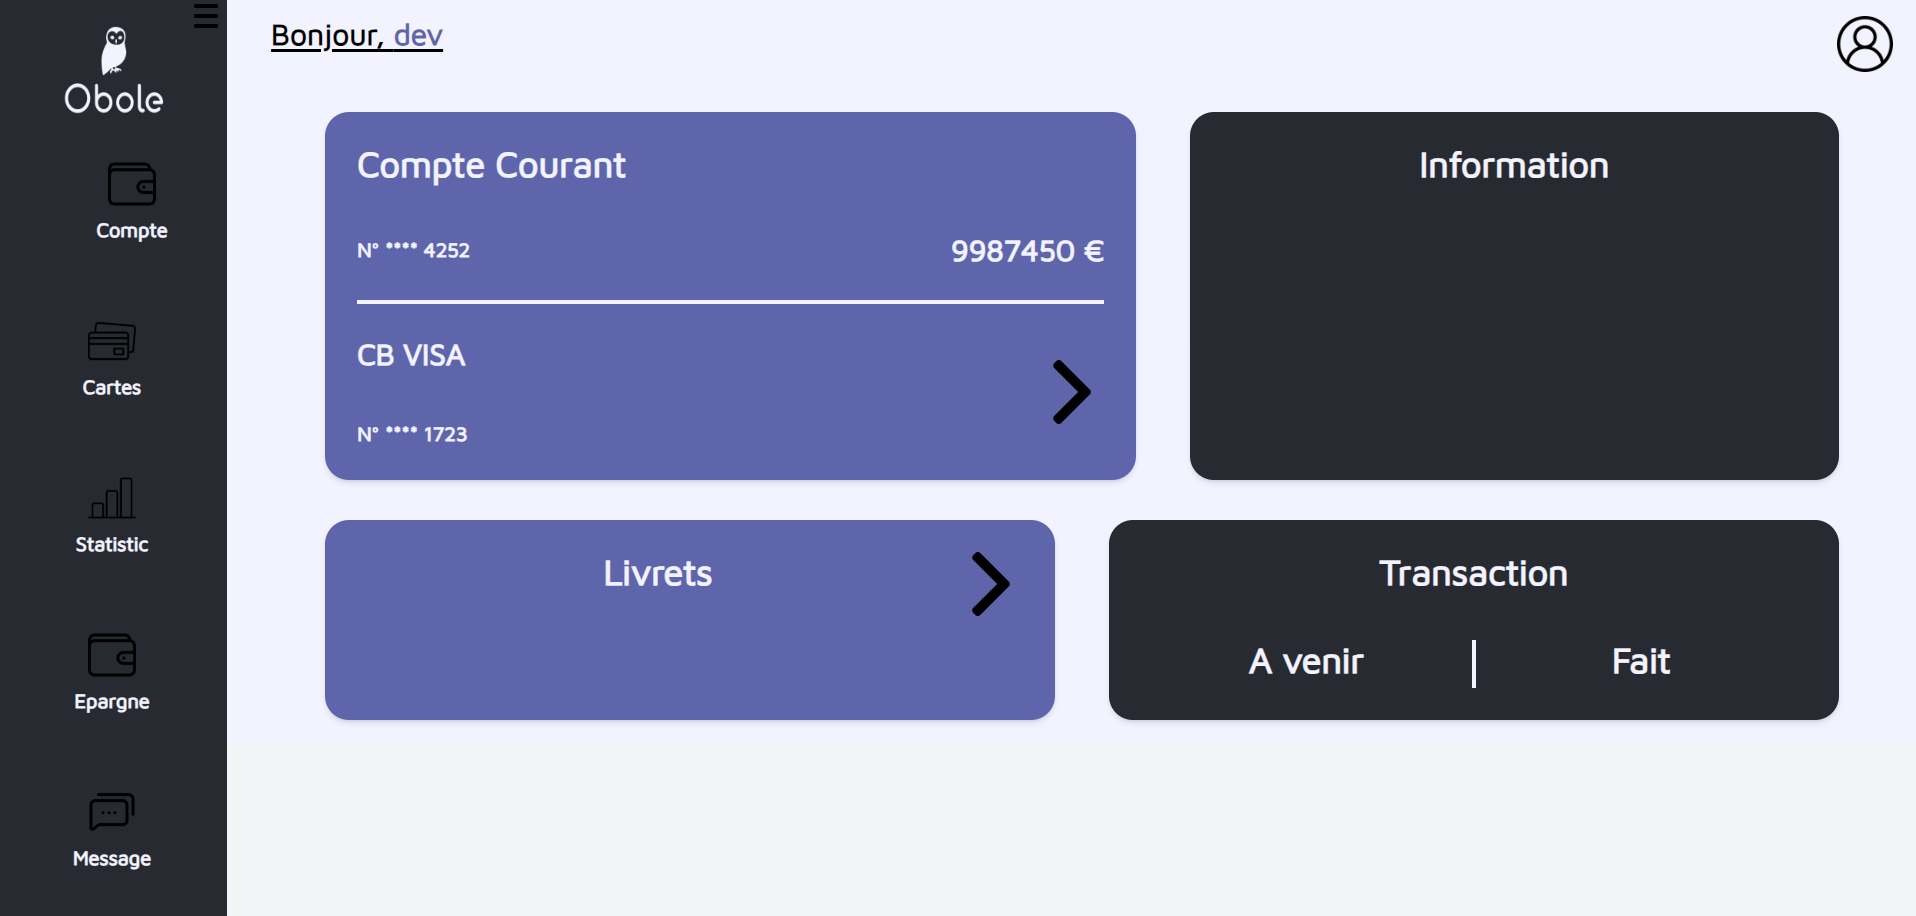 Obole
Compte
Cartes
Statistic
Epargne
Message
Bonjour, dev
Compte Courant
N° **** 4252
9987450 €
CB VISA
N° **** 1723
Information
Livrets
Transaction
A venir
Fait